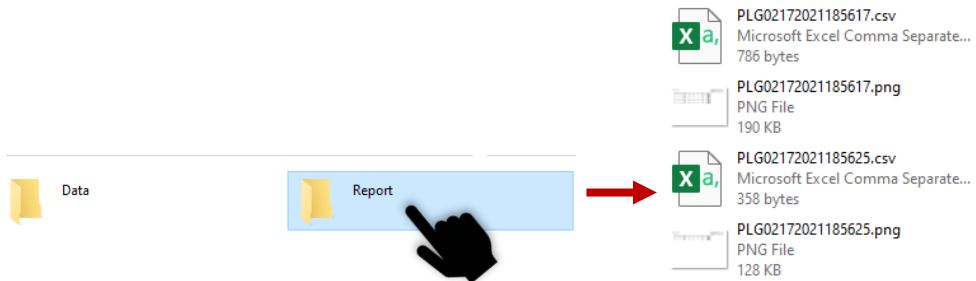 Data
Report
PLG02172021185617.csv
Microsoft Excel Comma Separate...
786 bytes
PLG02172021185617.png
PNG File
190 KB
PLG02172021185625.csv
Microsoft Excel Comma Separate...
358 bytes
PLG02172021185625.png
PNG File
128 KB